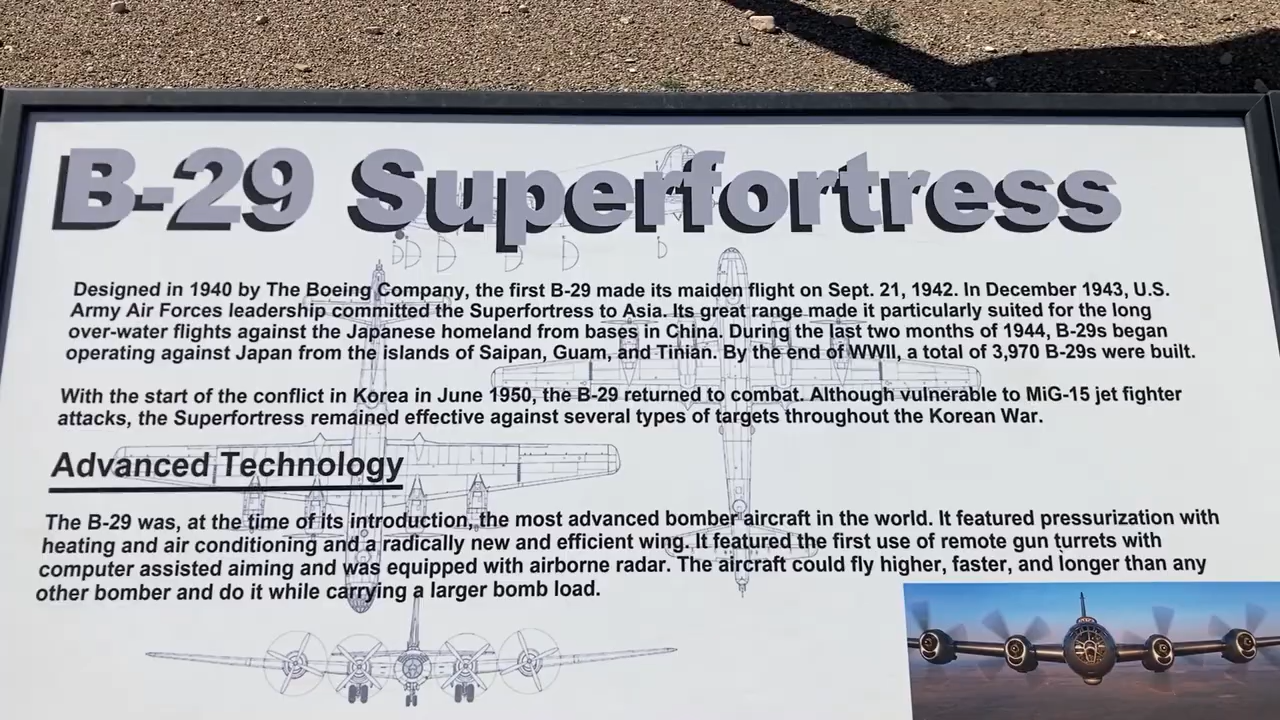 B-29 Superfortress
Designed in 1940 by The Boeing Company, the first B-29 made its maiden flight on Sept. 21, 1942. In December 1943, U.S.
Army Air Forces leadership committed the Superfortress to Asia. Its great range made it particularly suited for the long
over-water flights against the Japanese homeland from bases in China. During the last two months of 1944, B-29s began
operating against Japan from the islands of Saipan, Guam, and Tinian. By the end of WWII, a total of 3,970 B-29s were built.
With the start of the conflict in Korea in June 1950, the B-29 returned to combat. Although vulnerable to MiG-15 jet fighter
attacks, the Superfortress remained effective against several types of targets throughout the Korean War.
Advanced Technology
The B-29 was, at the time of its introduction, the most advanced bomber aircraft in the world. It featured pressurization with
heating and air conditioning and a radically new and efficient wing. It featured the first use of remote gun turrets with
computer assisted aiming and was equipped with airborne radar. The aircraft could fly higher, faster, and longer than any
other bomber and do it while carrying a larger bomb load.